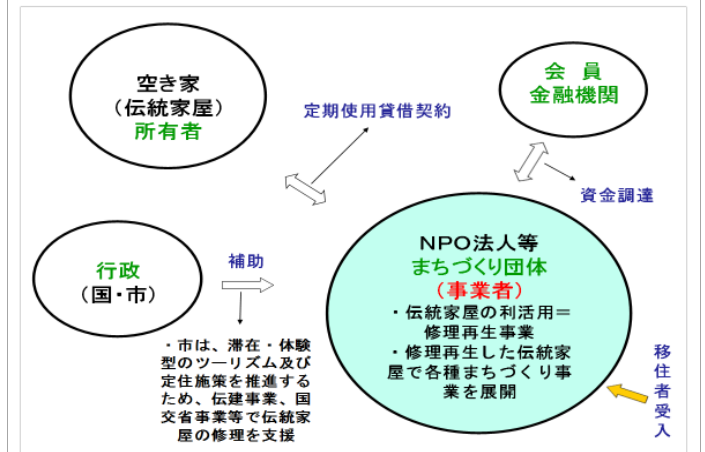 空き家
（伝統家屋）
所有者
会　員
金融機関
定期使用貸借契約
資金調達
行政
（国・市）
補助
・市は、滞在・体験
型のツーリズム及び
定住施策を推進する
ため、伝建事業、国
交省事業等で伝統家
屋の修理を支援
NPO法人等
まちづくり団体
（事業者）
・伝統家屋の利活用＝
修理再生事業
・修理再生した伝統家
屋で各種まちづくり事
業を展開
移住者受入